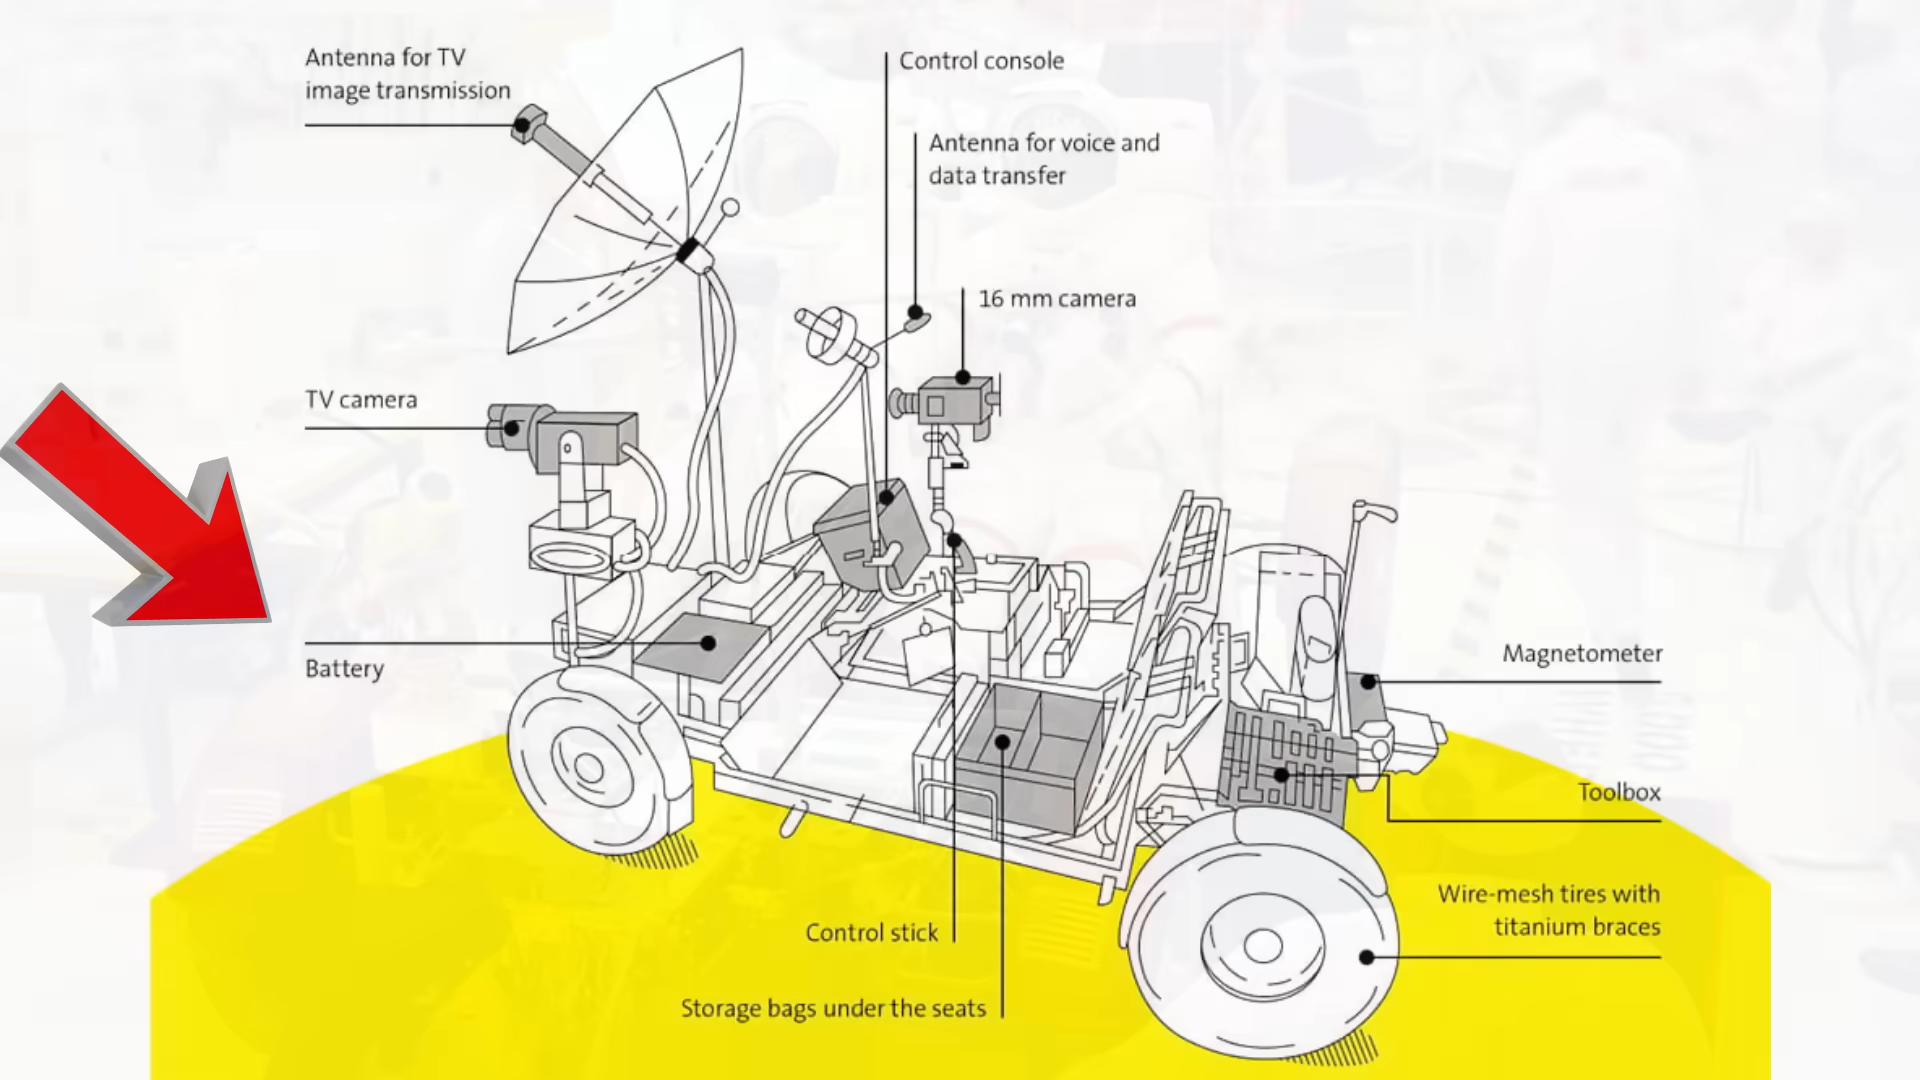 Antenna for TV
image transmission
Control console
Antenna for voice and
data transfer
16 mm camera
TV camera
Battery
Magnetometer
Toolbox
Wire-mesh tires with
titanium braces
Control stick
Storage bags under the seats